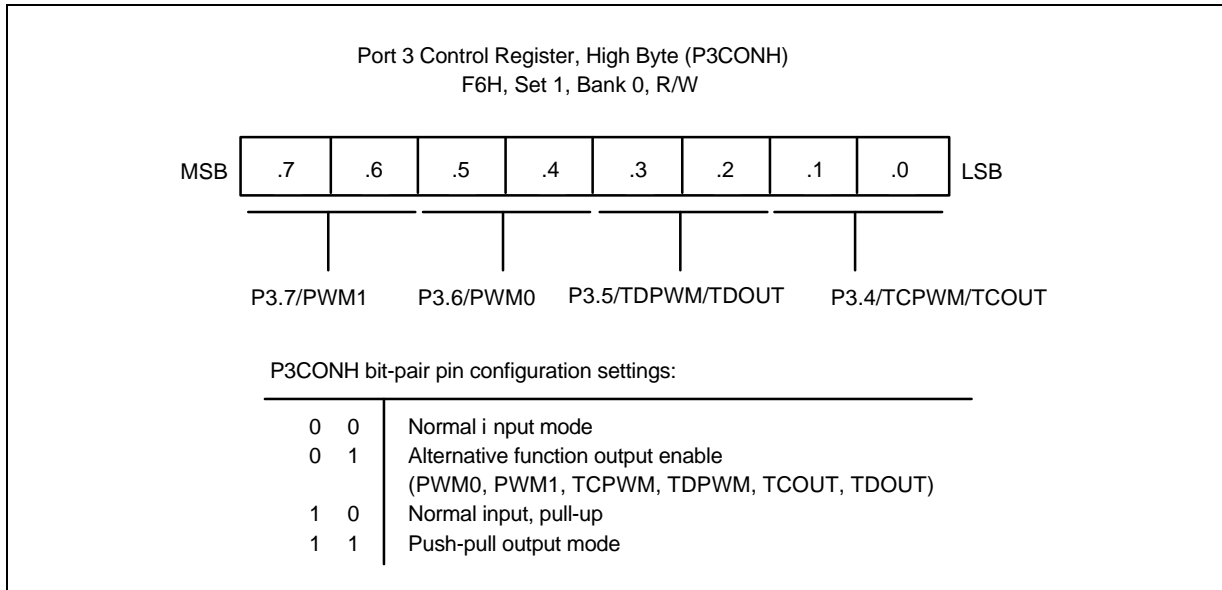 Port 3 Control Register, High Byte (P3CONH)
F6H, Set 1, Bank 0, R/W
MSB .7 .6 .5 .4 .3 .2 .1 .0 LSB
P3.7/PWM1 P3.6/PWM0 P3.5/TDPWM/TDOUT P3.4/TCPWM/TCOUT
P3CONH bit-pair pin configuration settings:
0 0 Normal i nput mode
0 1 Alternative function output enable
(PWM0, PWM1, TCPWM, TDPWM, TCOUT, TDOUT)
1 0 Normal input, pull-up
1 1 Push-pull output mode